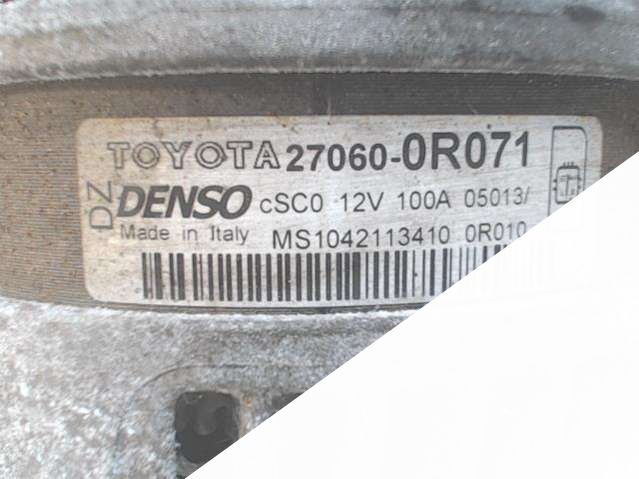 TOYOTA 27060-0R071
DZ
DENSO cSC0 12V 100A 05013/
Made in Italy MS1042113410 0R010